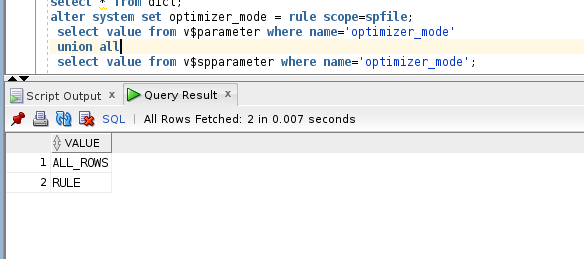 select * from dict;
alter system set optimizer_mode = rule scope=spfile;
select value from v$parameter where name='optimizer_mode'
union all
select value from v$spparameter where name='optimizer_mode';
Script Output x Query Result x
SQL | All Rows Fetched: 2 in 0.007 seconds
VALUE
1 ALL_ROWS
2 RULE